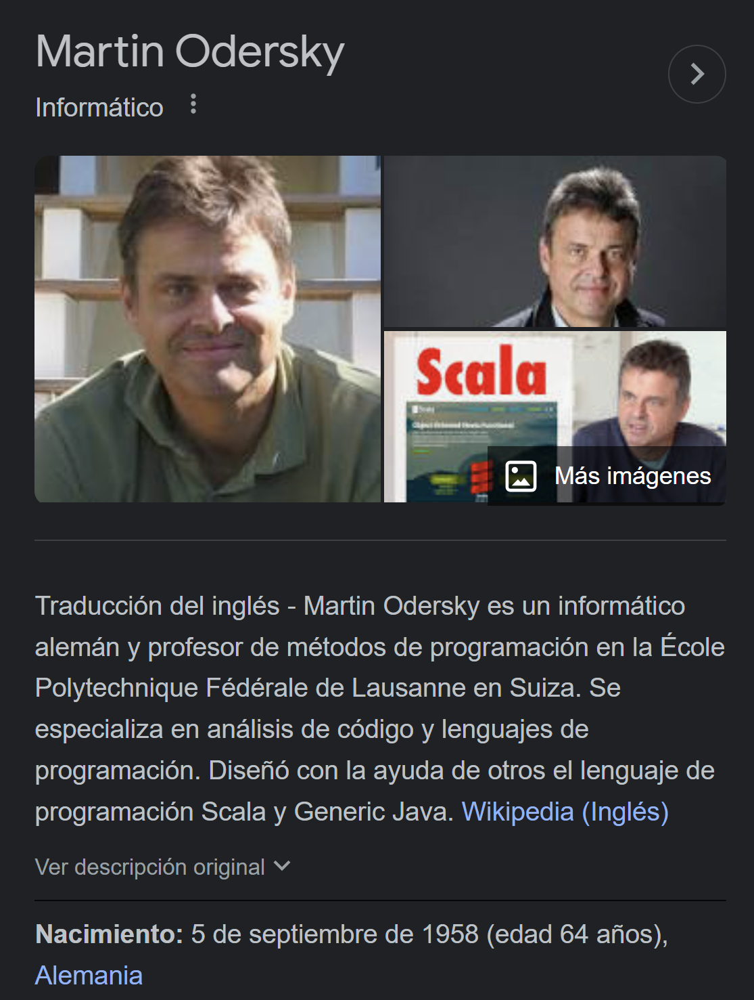 Martin Odersky
Informático
Scala
Más imágenes
Traducción del inglés - Martin Odersky es un informático
alemán y profesor de métodos de programación en la École
Polytechnique Fédérale de Lausanne en Suiza. Se
especializa en análisis de código y lenguajes de
programación. Diseñó con la ayuda de otros el lenguaje de
programación Scala y Generic Java. Wikipedia (Inglés)
Ver descripción original
Nacimiento: 5 de septiembre de 1958 (edad 64 años),
Alemania